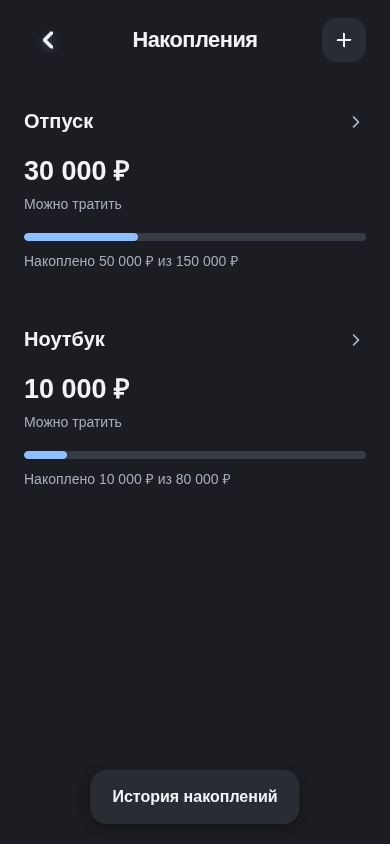 Накопления
Отпуск
30 000 ₽
Можно тратить
Накоплено 50 000 ₽ из 150 000 ₽
Ноутбук
10 000 ₽
Можно тратить
Накоплено 10 000 ₽ из 80 000 ₽
История накоплений